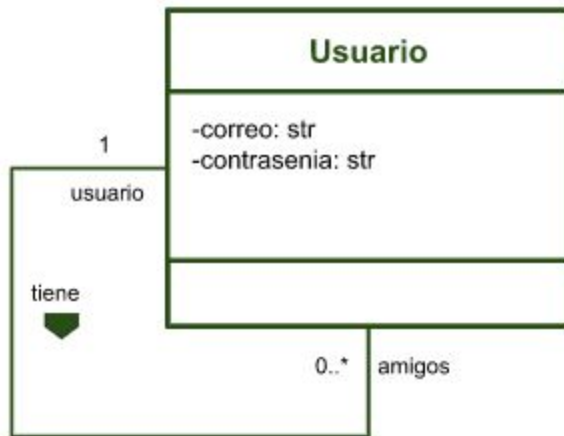 Usuario
-correo: str
-contrasenia: str
1
usuario
tiene
0..* amigos